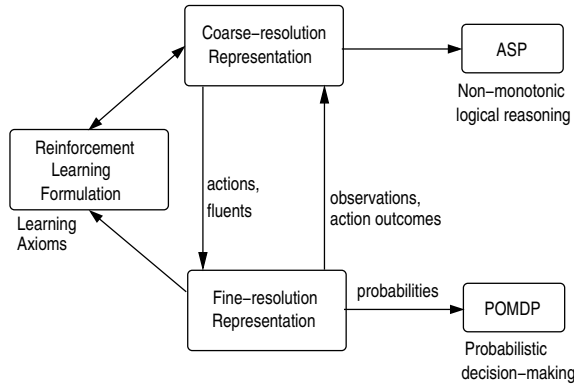 Coarse−resolution
Representation
ASP
Non−monotonic
logical reasoning
Reinforcement
Learning
Formulation
Learning
Axioms
actions,
fluents
observations,
action outcomes
Fine−resolution
Representation
probabilities
POMDP
Probabilistic
decision−making